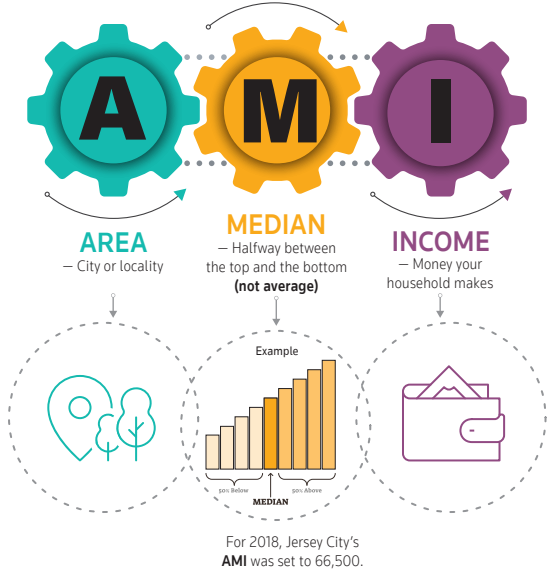 A M I
AREA
— City or locality
MEDIAN
— Halfway between
the top and the bottom
(not average)
INCOME
— Money your
household makes
Example
50% Below
50% Above
MEDIAN
For 2018, Jersey City's
AMI was set to 66,500.